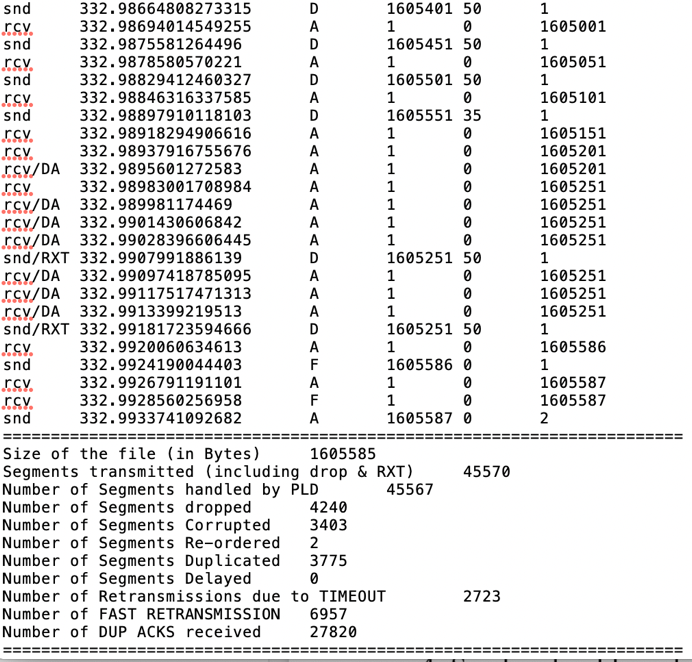 snd 332.98664808273315 D 1605401 50 1
rcv 332.98694014549255 A 1 0 1605001
snd 332.9875581264496 D 1605451 50 1
rcv 332.9878580570221 A 1 0 1605051
snd 332.98829412460327 D 1605501 50 1
rcv 332.98846316337585 A 1 0 1605101
snd 332.98897910118103 D 1605551 35 1
rcv 332.98918294906616 A 1 0 1605151
rcv 332.98937916755676 A 1 0 1605201
rcv/DA 332.9895601272583 A 1 0 1605201
rcv 332.98983001708984 A 1 0 1605251
rcv/DA 332.989981174469 A 1 0 1605251
rcv/DA 332.9901430606842 A 1 0 1605251
rcv/DA 332.99028396606445 A 1 0 1605251
snd/RXT 332.9907991886139 D 1605251 50 1
rcv/DA 332.99097418785095 A 1 0 1605251
rcv/DA 332.99117517471313 A 1 0 1605251
rcv/DA 332.9913399219513 A 1 0 1605251
snd/RXT 332.99181723594666 D 1605251 50 1
rcv 332.9920060634613 A 1 0 1605586
snd 332.9924190044403 F 1605586 0 1
rcv 332.9926791191101 A 1 0 1605587
rcv 332.9928560256958 F 1 0 1605587
snd 332.9933741092682 A 1605587 0 2
=======================================================================
Size of the file (in Bytes) 1605585
Segments transmitted (including drop & RXT) 45570
Number of Segments handled by PLD 45567
Number of Segments dropped 4240
Number of Segments Corrupted 3403
Number of Segments Re-ordered 2
Number of Segments Duplicated 3775
Number of Segments Delayed 0
Number of Retransmissions due to TIMEOUT 2723
Number of FAST RETRANSMISSION 6957
Number of DUP ACKS received 27820
=======================================================================